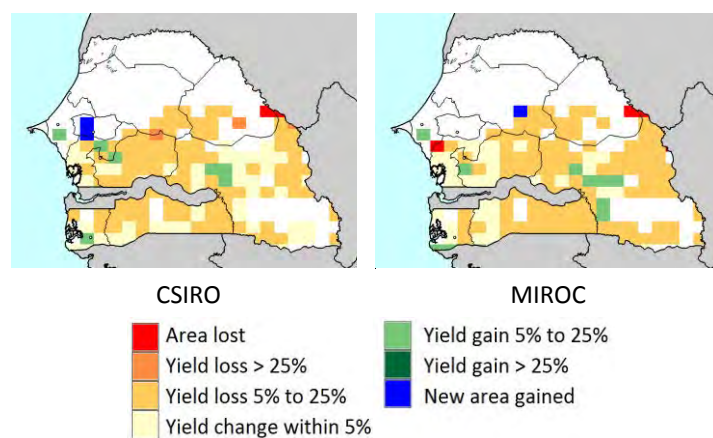 CSIRO
MIROC
Area lost
Yield loss > 25%
Yield loss 5% to 25%
Yield change within 5%
Yield gain 5% to 25%
Yield gain > 25%
New area gained